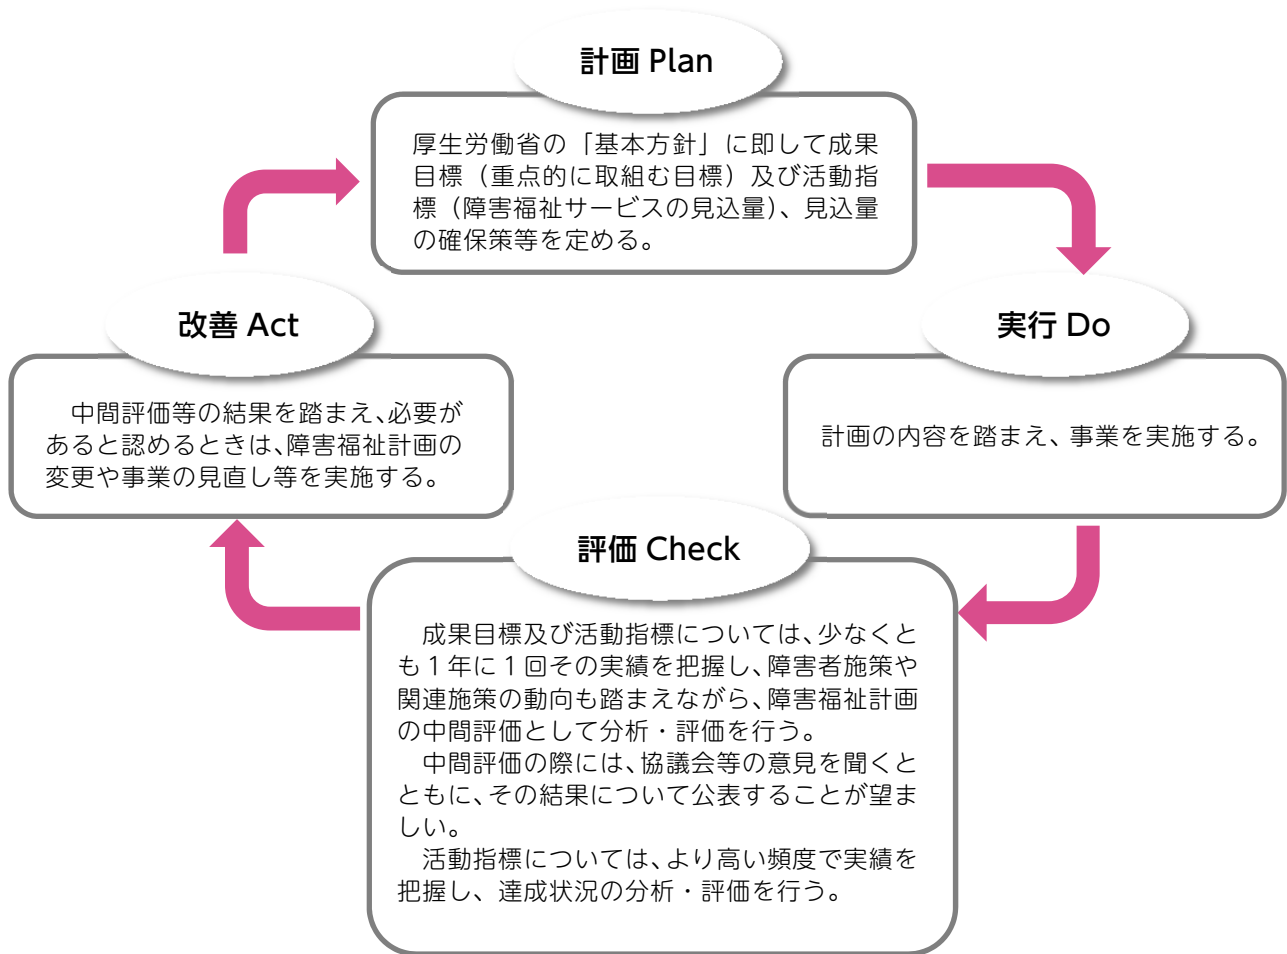 計画 Plan
厚生労働省の「基本方針」に即して成果
目標（重点的に取組む目標）及び活動指
標（障害福祉サービスの見込量）、見込量
の確保策等を定める。
改善 Act
中間評価等の結果を踏まえ、必要が
あると認めるときは、障害福祉計画の
変更や事業の見直し等を実施する。
実行 Do
計画の内容を踏まえ、事業を実施する。
評価 Check
成果目標及び活動指標については、少なくと
も１年に１回その実績を把握し、障害者施策や
関連施策の動向も踏まえながら、障害福祉計画
の中間評価として分析・評価を行う。
中間評価の際には、協議会等の意見を聞くと
ともに、その結果について公表することが望ま
しい。
活動指標については、より高い頻度で実績を
把握し、達成状況の分析・評価を行う。